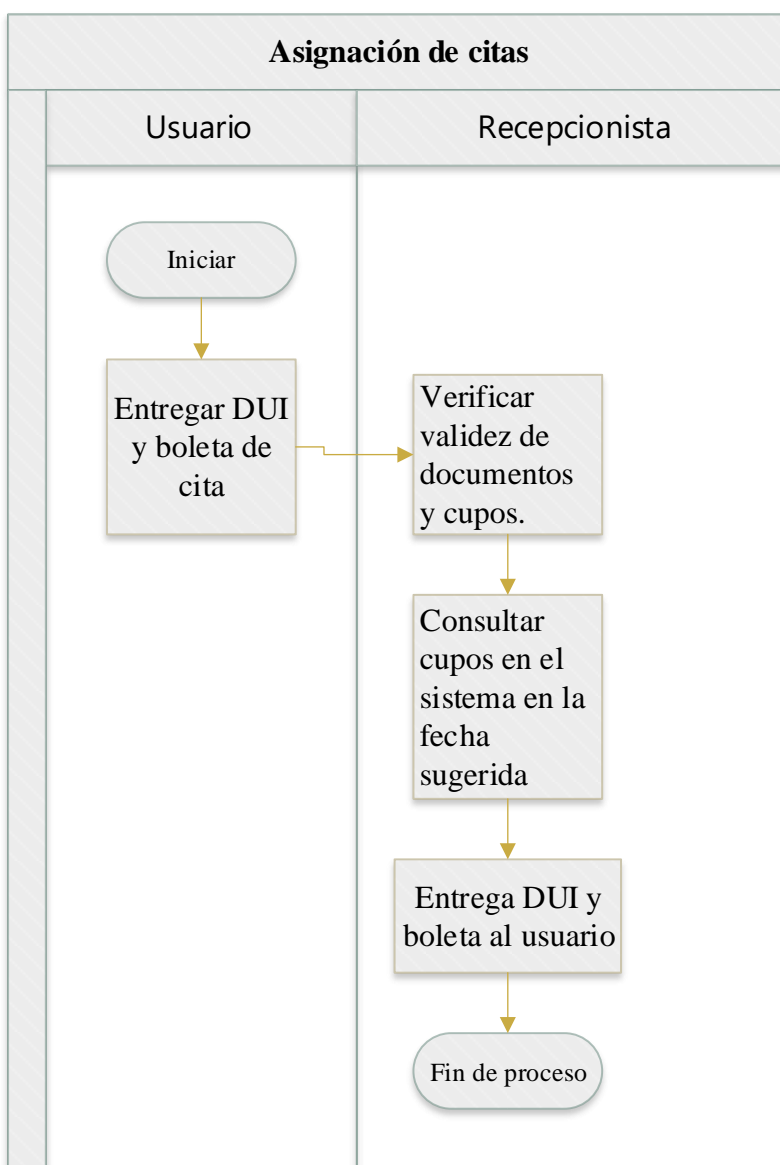 Asignación de citas
Usuario
Recepcionista
Iniciar
Entregar DUI
y boleta de
cita
Verificar
validez de
documentos
y cupos.
Consultar
cupos en el
sistema en la
fecha
sugerida
Entrega DUI y
boleta al usuario
Fin de proceso